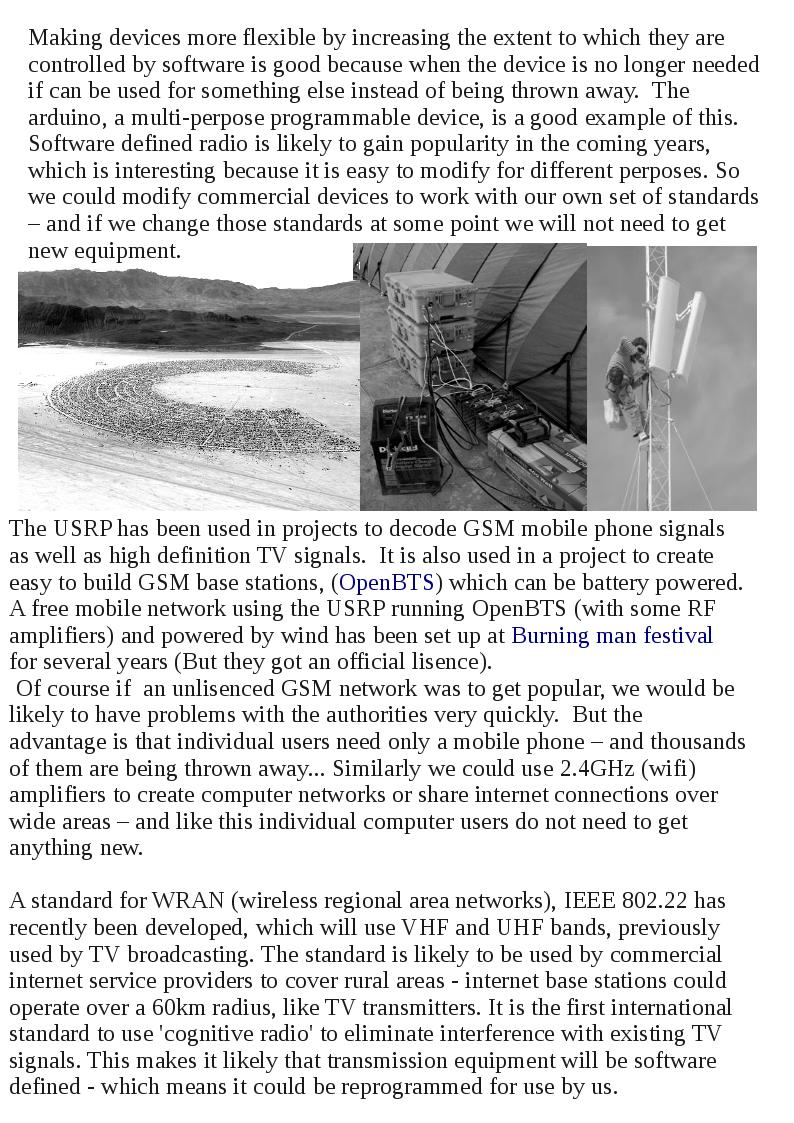 Making devices more flexible by increasing the extent to which they are
controlled by software is good because when the device is no longer needed
if can be used for something else instead of being thrown away.  The
arduino, a multi-perpose programmable device, is a good example of this.
Software defined radio is likely to gain popularity in the coming years,
which is interesting because it is easy to modify for different perposes. So
we could modify commercial devices to work with our own set of standards
– and if we change those standards at some point we will not need to get
new equipment.
The USRP has been used in projects to decode GSM mobile phone signals
as well as high definition TV signals.  It is also used in a project to create
easy to build GSM base stations, (OpenBTS) which can be battery powered.
A free mobile network using the USRP running OpenBTS (with some RF
amplifiers) and powered by wind has been set up at Burning man festival
for several years (But they got an official lisence).
Of course if  an unlisenced GSM network was to get popular, we would be
likely to have problems with the authorities very quickly.  But the
advantage is that individual users need only a mobile phone – and thousands
of them are being thrown away... Similarly we could use 2.4GHz (wifi)
amplifiers to create computer networks or share internet connections over
wide areas – and like this individual computer users do not need to get
anything new.
A standard for WRAN (wireless regional area networks), IEEE 802.22 has
recently been developed, which will use VHF and UHF bands, previously
used by TV broadcasting. The standard is likely to be used by commercial
internet service providers to cover rural areas - internet base stations could
operate over a 60km radius, like TV transmitters. It is the first international
standard to use 'cognitive radio' to eliminate interference with existing TV
signals. This makes it likely that transmission equipment will be software
defined - which means it could be reprogrammed for use by us.